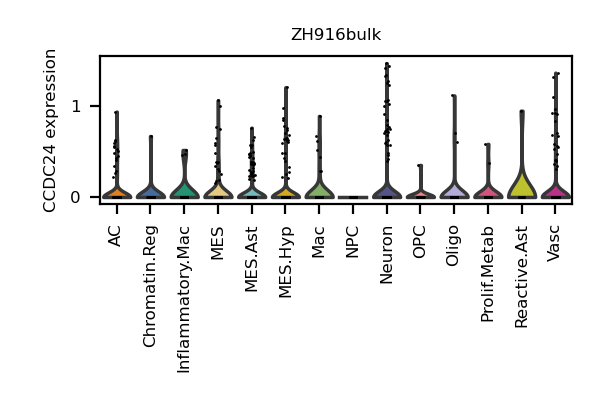 ZH916bulk
CCDC24 expression
1
0
AC
Chromatin.Reg
Inflammatory.Mac
MES
MES.Ast
MES.Hyp
Mac
NPC
Neuron
OPC
Oligo
Prolif.Metab
Reactive.Ast
Vasc